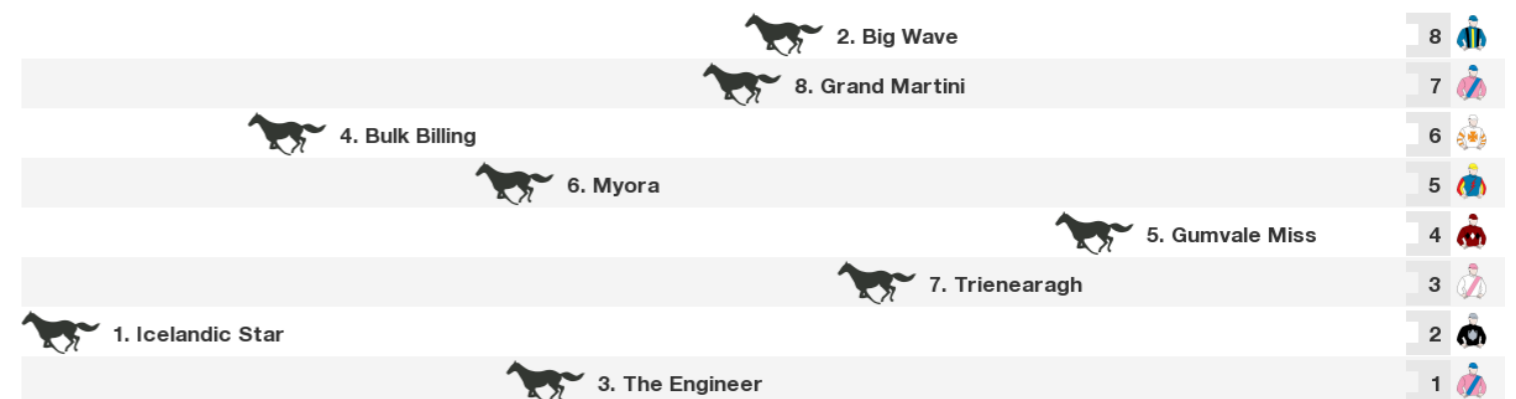 2. Big Wave 8
8. Grand Martini 7
4. Bulk Billing 6
6. Myora 5
5. Gumvale Miss 4
7. Trienearagh 3
1. Icelandic Star 2
3. The Engineer 1